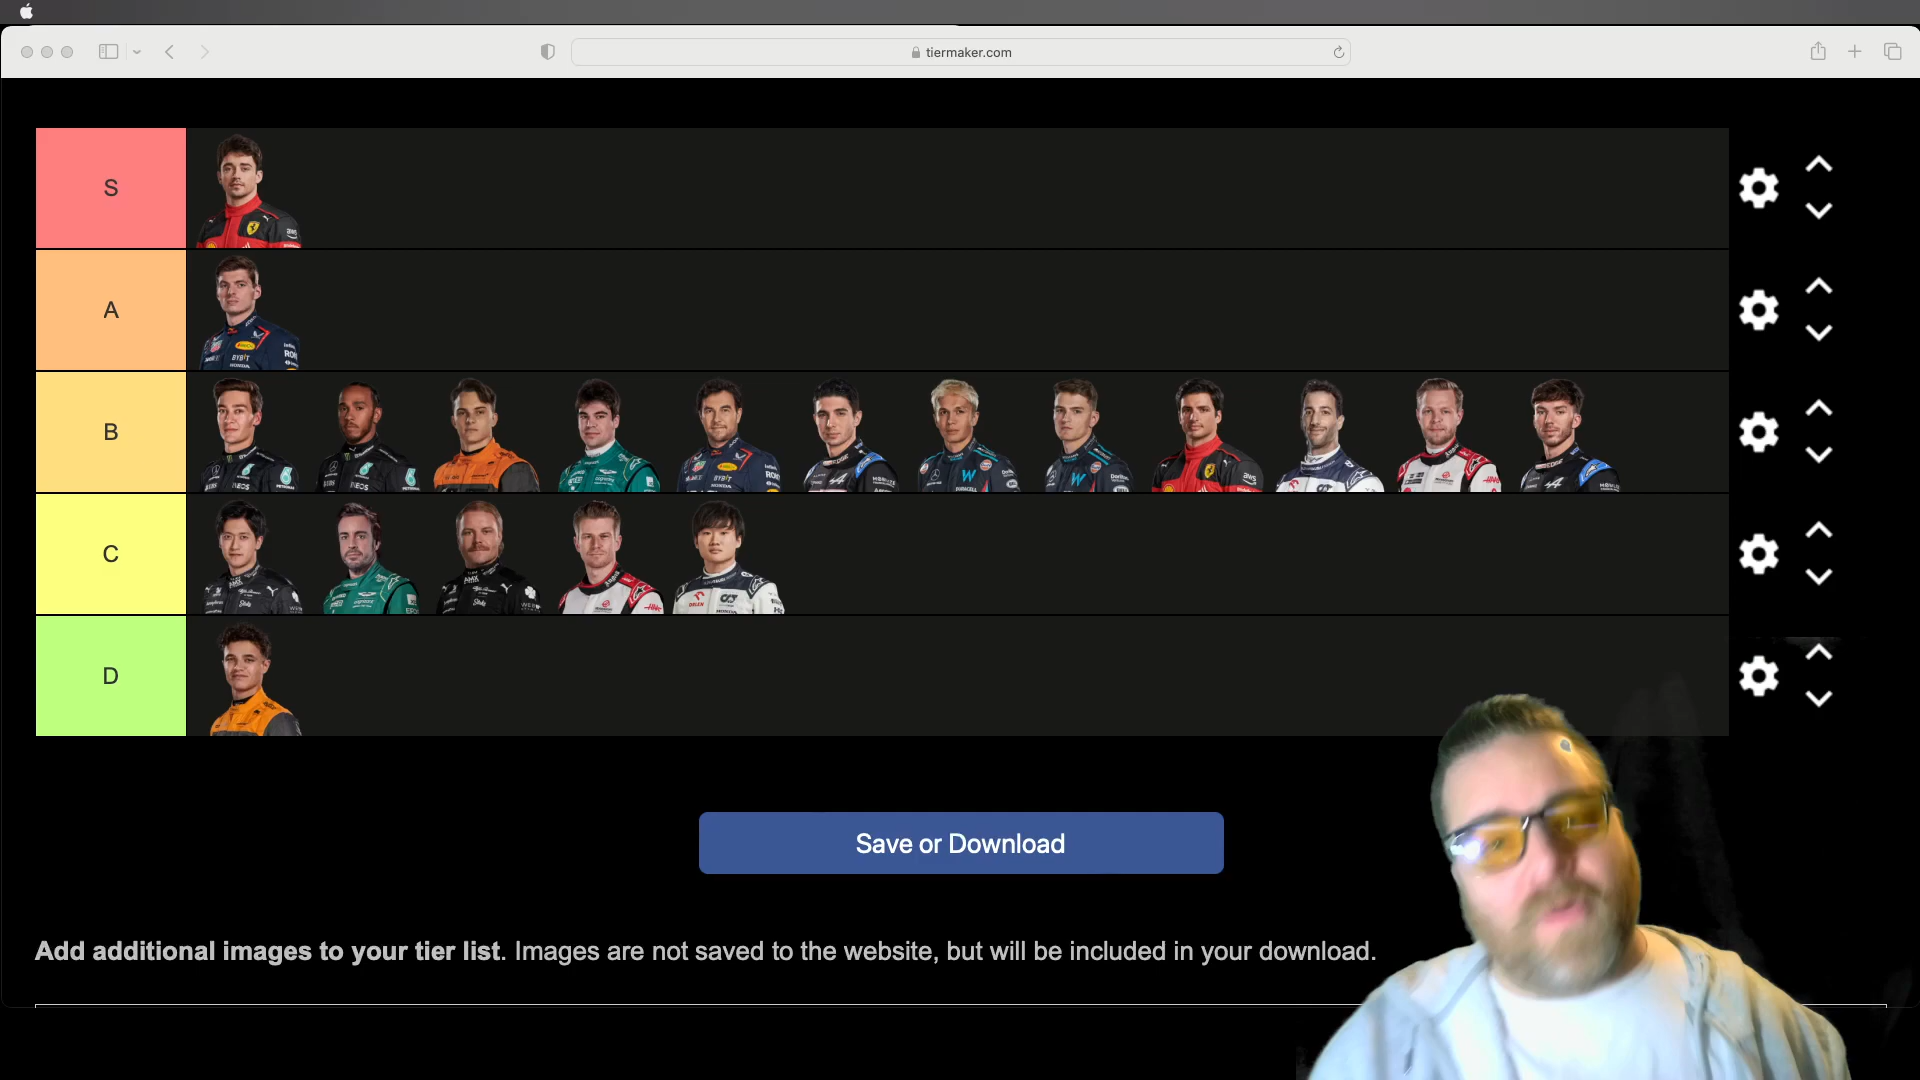 tiermaker.com
S
A
B
C
D
Save or Download
Add additional images to your tier list. Images are not saved to the website, but will be included in your download.